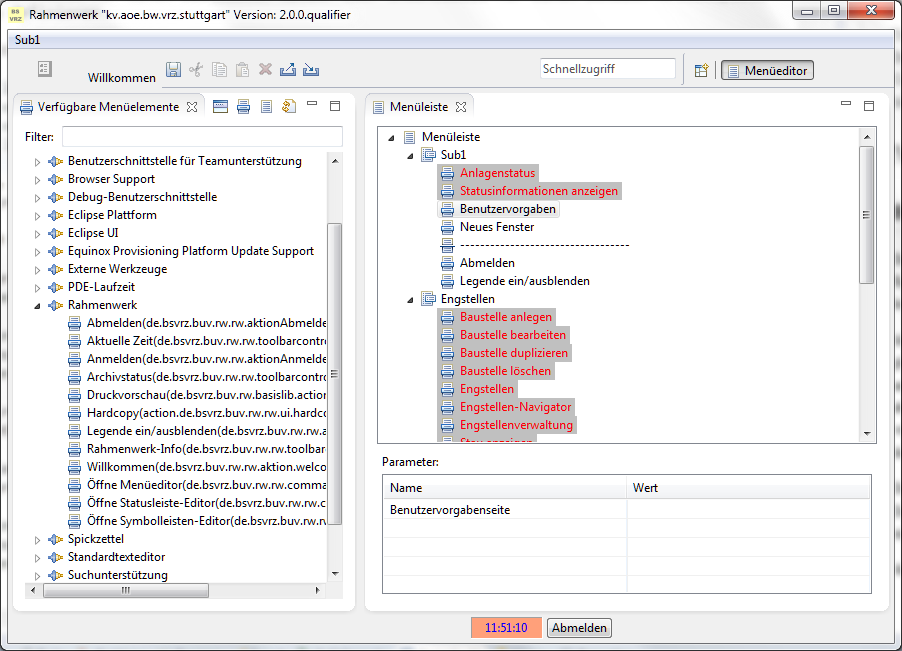 BS
VRZ
Rahmenwerk "kv.aoe.bw.vrz.stuttgart" Version: 2.0.0.qualifier
Sub1
Willkommen
Schnellzugriff
Menüeditor
Verfügbare Menüelemente
Filter:
Benutzerschnittstelle für Teamunterstützung
Browser Support
Debug-Benutzerschnittstelle
Eclipse Plattform
Eclipse UI
Equinox Provisioning Platform Update Support
Externe Werkzeuge
PDE-Laufzeit
Rahmenwerk
Abmelden(de.bsvrz.buv.rw.rw.aktionAbmelde
Aktuelle Zeit(de.bsvrz.buv.rw.rw.toolbarcontr
Anmelden(de.bsvrz.buv.rw.rw.aktionAnmelde
Archivstatus(de.bsvrz.buv.rw.rw.toolbarcontr
Druckvorschau(de.bsvrz.buv.rw.basislib.action
Hardcopy(action.de.bsvrz.buv.rw.rw.ui.hardco
Legende ein/ausblenden(de.bsvrz.buv.rw.rw.a
Rahmenwerk-Info(de.bsvrz.buv.rw.rw.toolbar
Willkommen(de.bsvrz.buv.rw.rw.aktion.welco
Öffne Menüeditor(de.bsvrz.buv.rw.rw.comma
Öffne Statusleiste-Editor(de.bsvrz.buv.rw.rw.c
Öffne Symbolleisten-Editor(de.bsvrz.buv.rw.rw
Spickzettel
Standardtexteditor
Suchunterstützung
Menüleiste
Menüleiste
Sub1
Anlagenstatus
Statusinformationen anzeigen
Benutzervorgaben
Neues Fenster
----------------------------------
Abmelden
Legende ein/ausblenden
Engstellen
Baustelle anlegen
Baustelle bearbeiten
Baustelle duplizieren
Baustelle löschen
Engstellen
Engstellen-Navigator
Engstellenverwaltung
Stau anzeigen
Parameter:
Name Wert
Benutzervorgabenseite
11:51:10 Abmelden